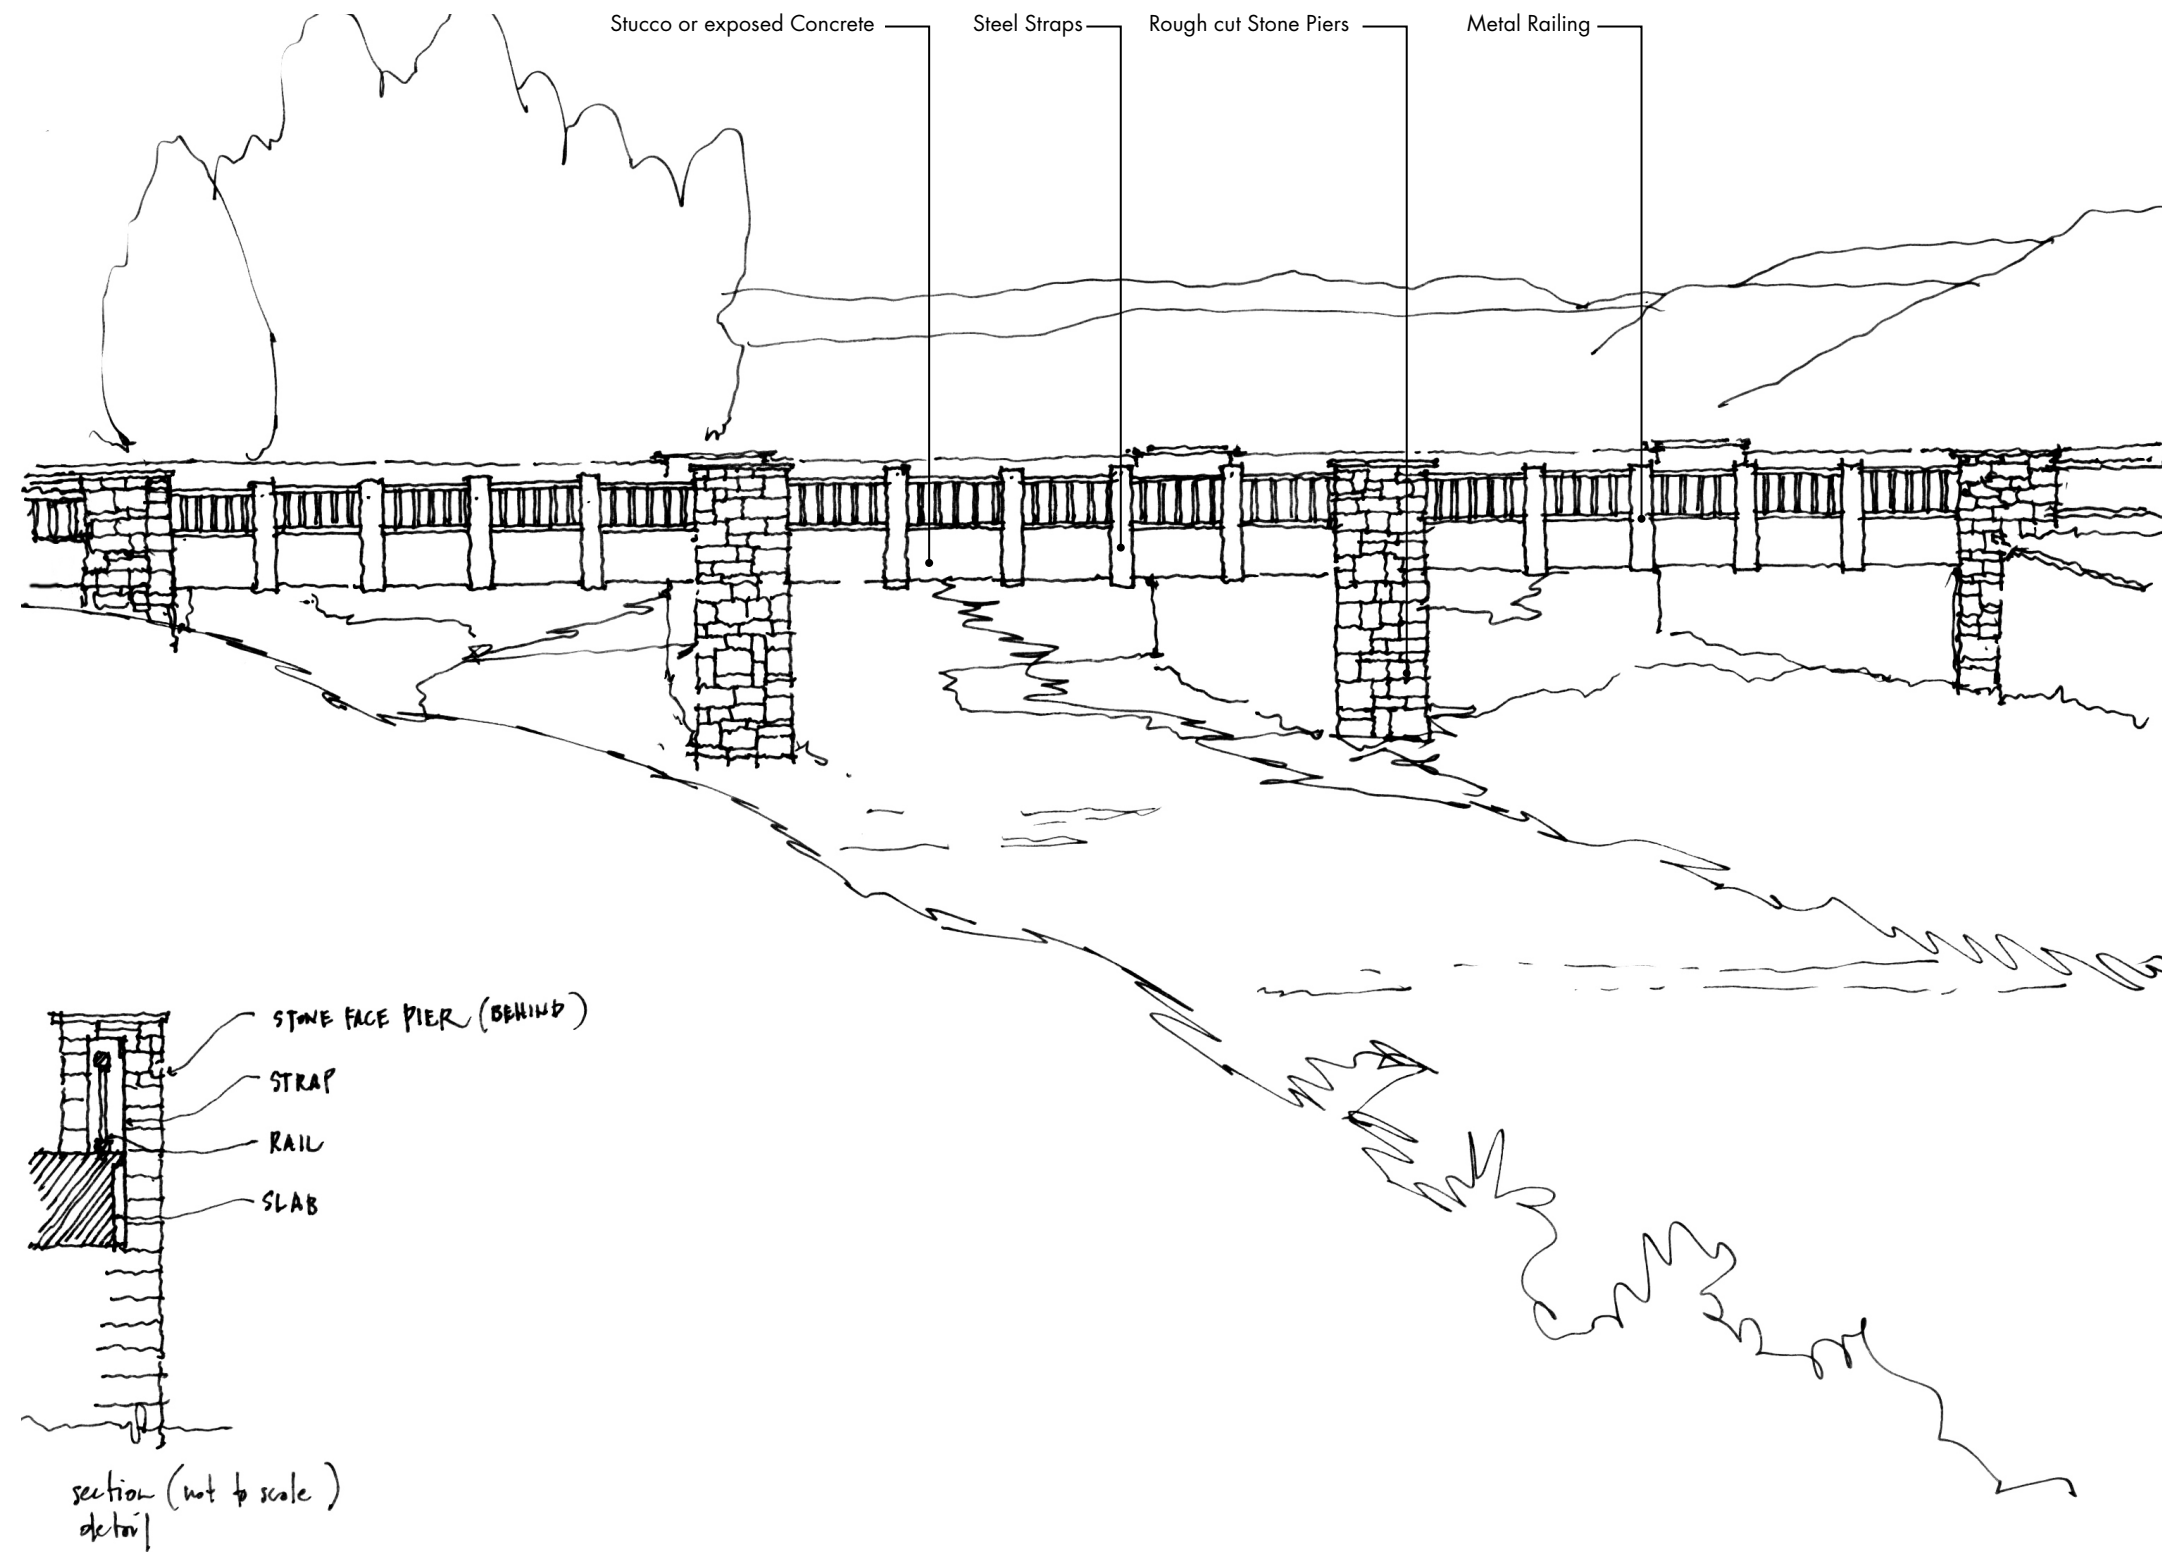 Stucco or exposed Concrete
Steel Straps
Rough cut Stone Piers
Metal Railing
STONE FACE PIER (BEHIND)
STRAP
RAIL
SLAB
section (not to scale)
detail